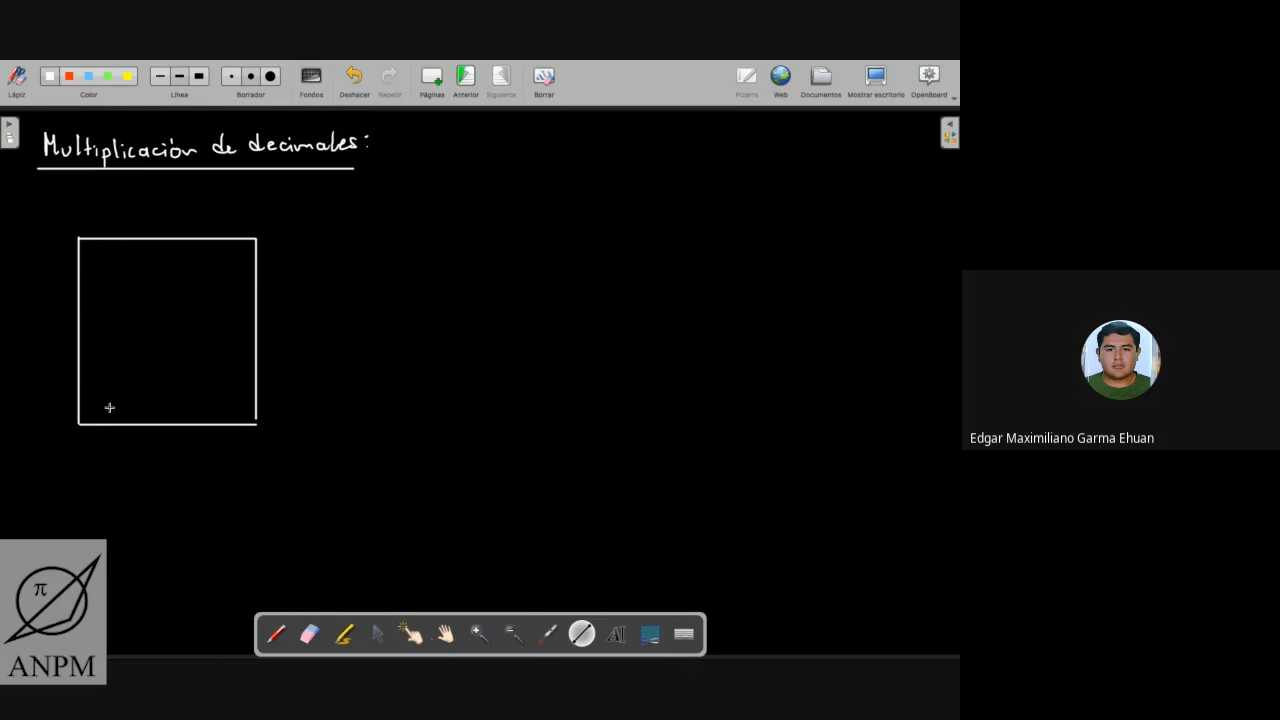 Lápiz Color Línea Borrador Fondos Deshacer Repetir Páginas Anterior Siguiente Borrar Pizarra Web Documentos Mostrar escritorio OpenBoard
Multiplicación de decimales:
Edgar Maximiliano Garma Ehuan
AI
π
ANPM